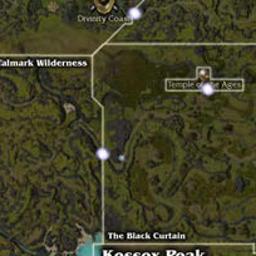 Divinity Coast
Talmark Wilderness
Temple of the Ages
The Black Curtain
Kessex Peak